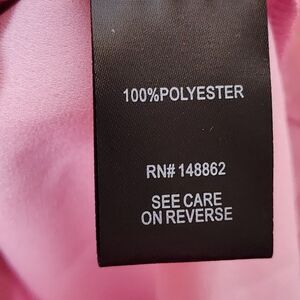 100%POLYESTER
RN# 148862
SEE CARE
ON REVERSE